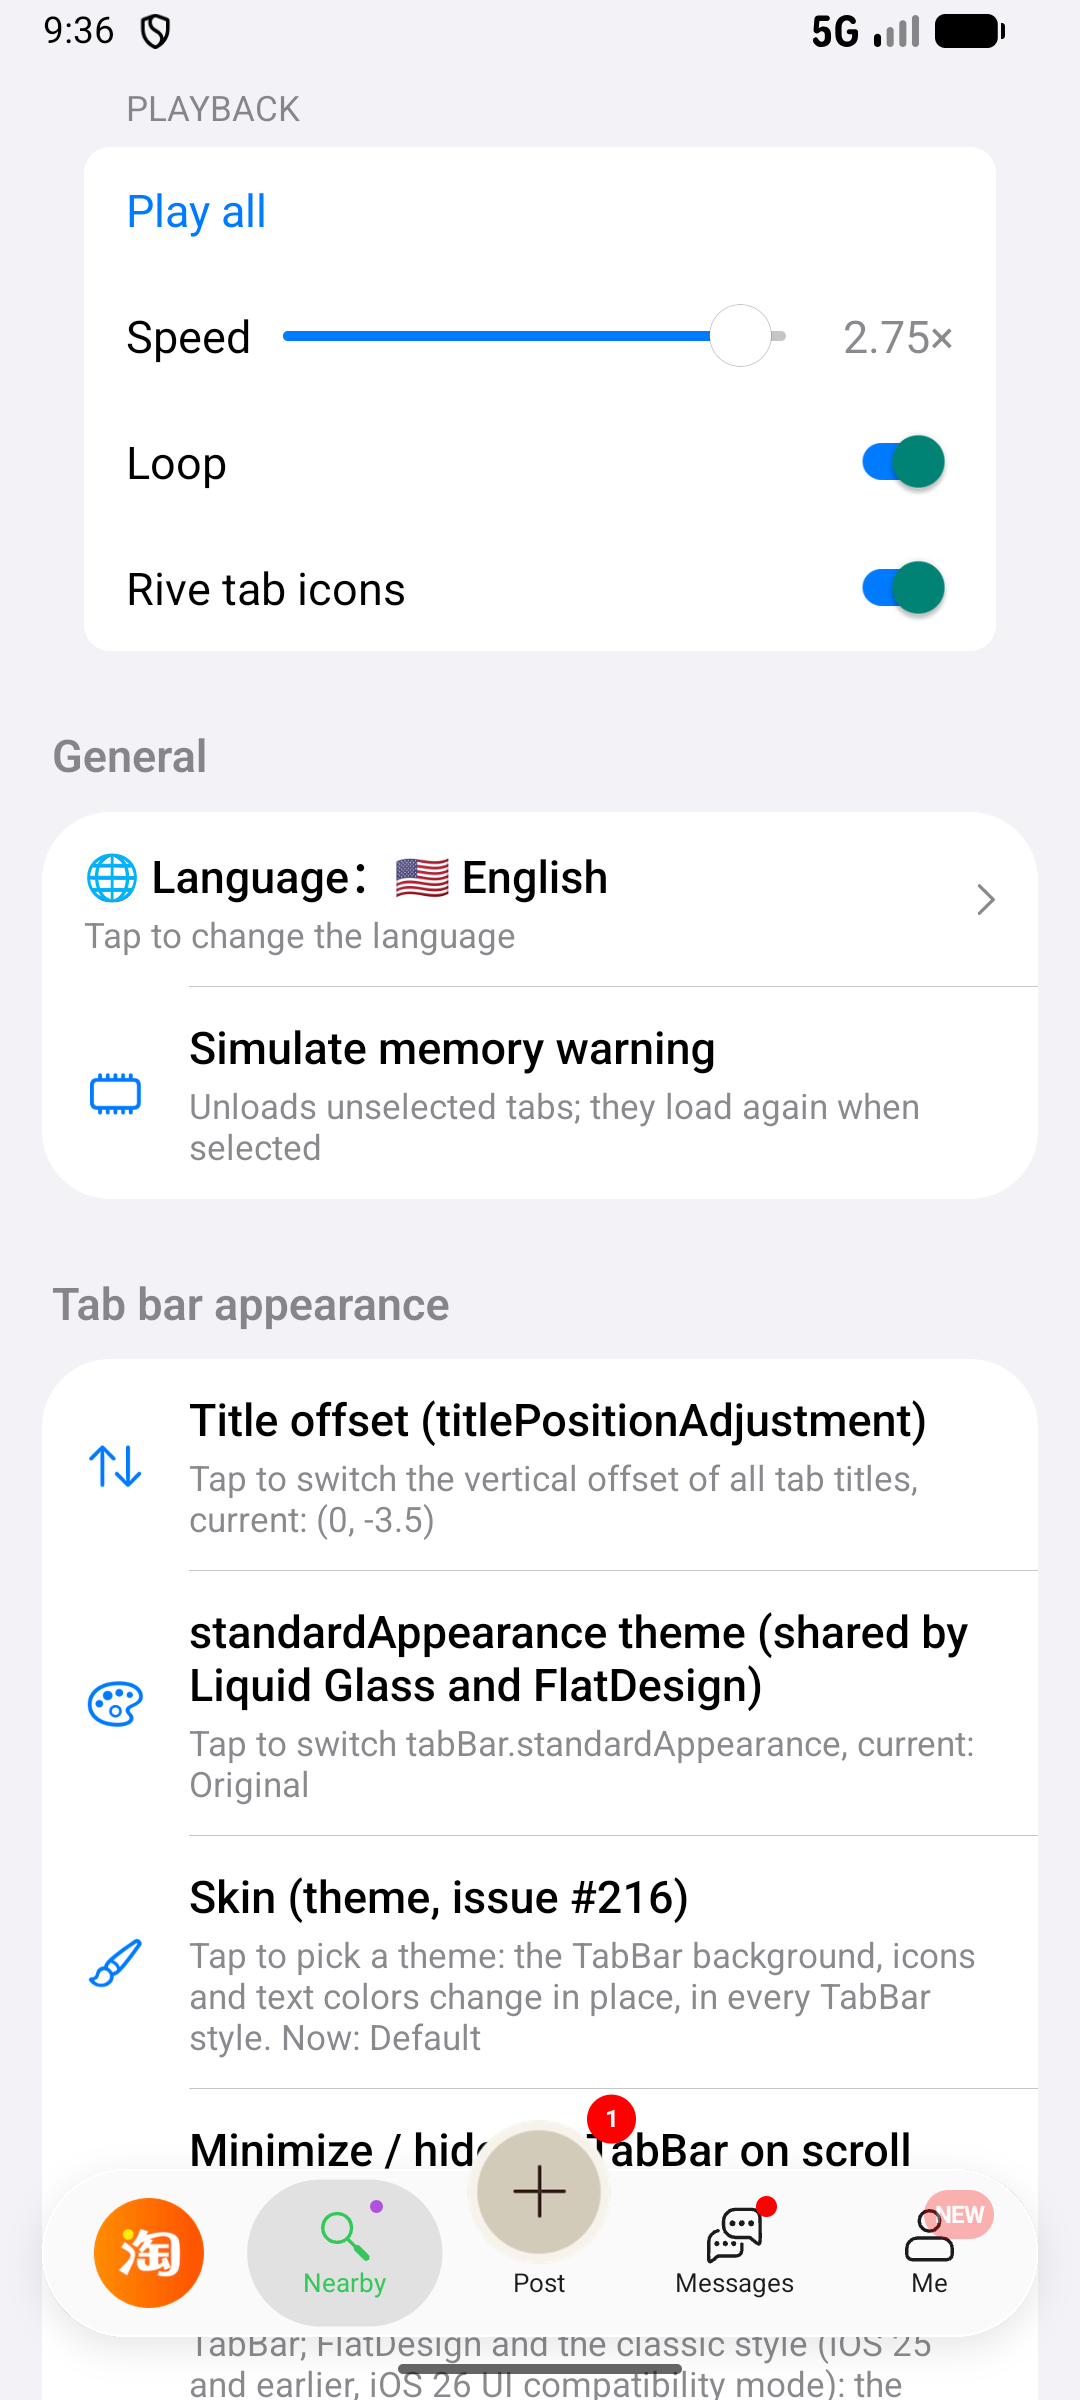 9:36
5G
PLAYBACK
Play all
Speed
2.75×
Loop
Rive tab icons
General
🌐 Language：🇺🇸 English
Tap to change the language
Simulate memory warning
Unloads unselected tabs; they load again when
selected
Tab bar appearance
Title offset (titlePositionAdjustment)
Tap to switch the vertical offset of all tab titles,
current: (0, -3.5)
standardAppearance theme (shared by
Liquid Glass and FlatDesign)
Tap to switch tabBar.standardAppearance, current:
Original
Skin (theme, issue #216)
Tap to pick a theme: the TabBar background, icons
and text colors change in place, in every TabBar
style. Now: Default
1
Minimize / hide TabBar on scroll
NEW
淘
Nearby
Post
Messages
Me
TabBar; FlatDesign and the classic style (iOS 25
and earlier, iOS 26 UI compatibility mode): the